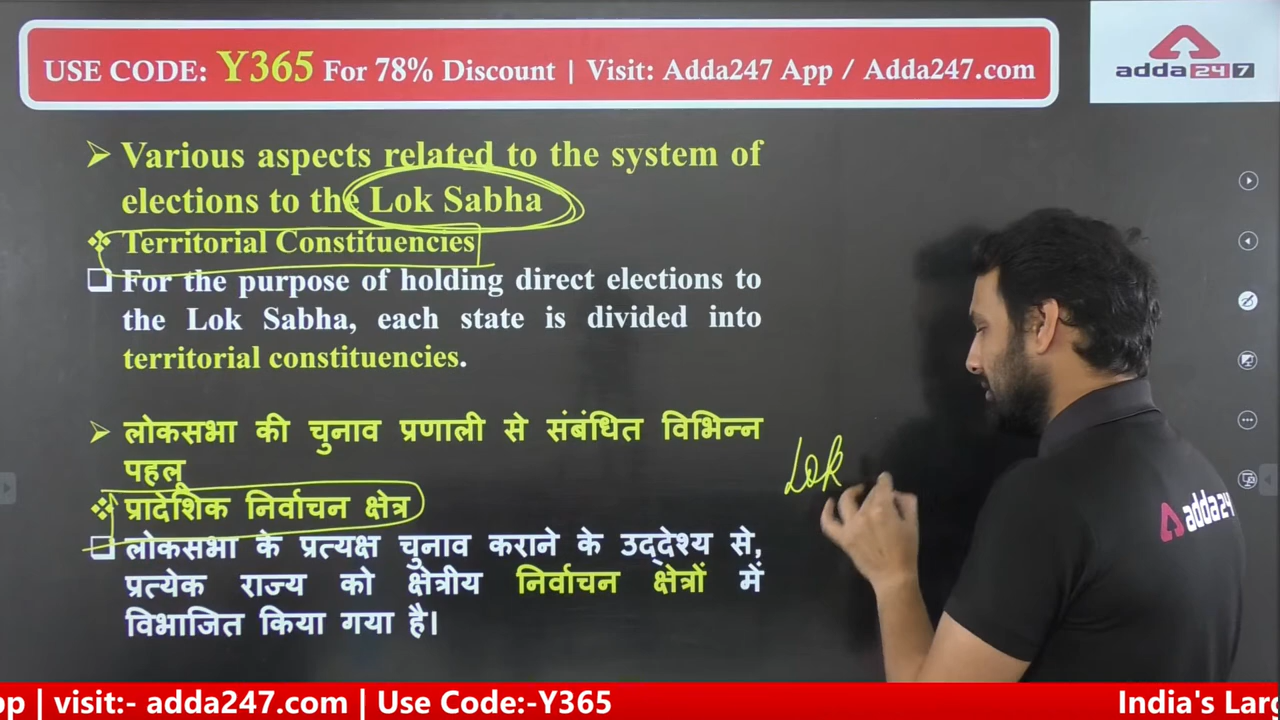 USE CODE: Y365 For 78% Discount | Visit: Adda247 App / Adda247.com
adda247
➢ Various aspects related to the system of
elections to the Lok Sabha
❖ Territorial Constituencies
❑ For the purpose of holding direct elections to
the Lok Sabha, each state is divided into
territorial constituencies.
➢ लोकसभा की चुनाव प्रणाली से संबंधित विभिन्न
पहलू
❖ प्रादेशिक निर्वाचन क्षेत्र
❑ लोकसभा के प्रत्यक्ष चुनाव कराने के उद्देश्य से,
प्रत्येक राज्य को क्षेत्रीय निर्वाचन क्षेत्रों में
विभाजित किया गया है।
Lok
adda24
pp | visit:- adda247.com | Use Code:-Y365
India's Larg